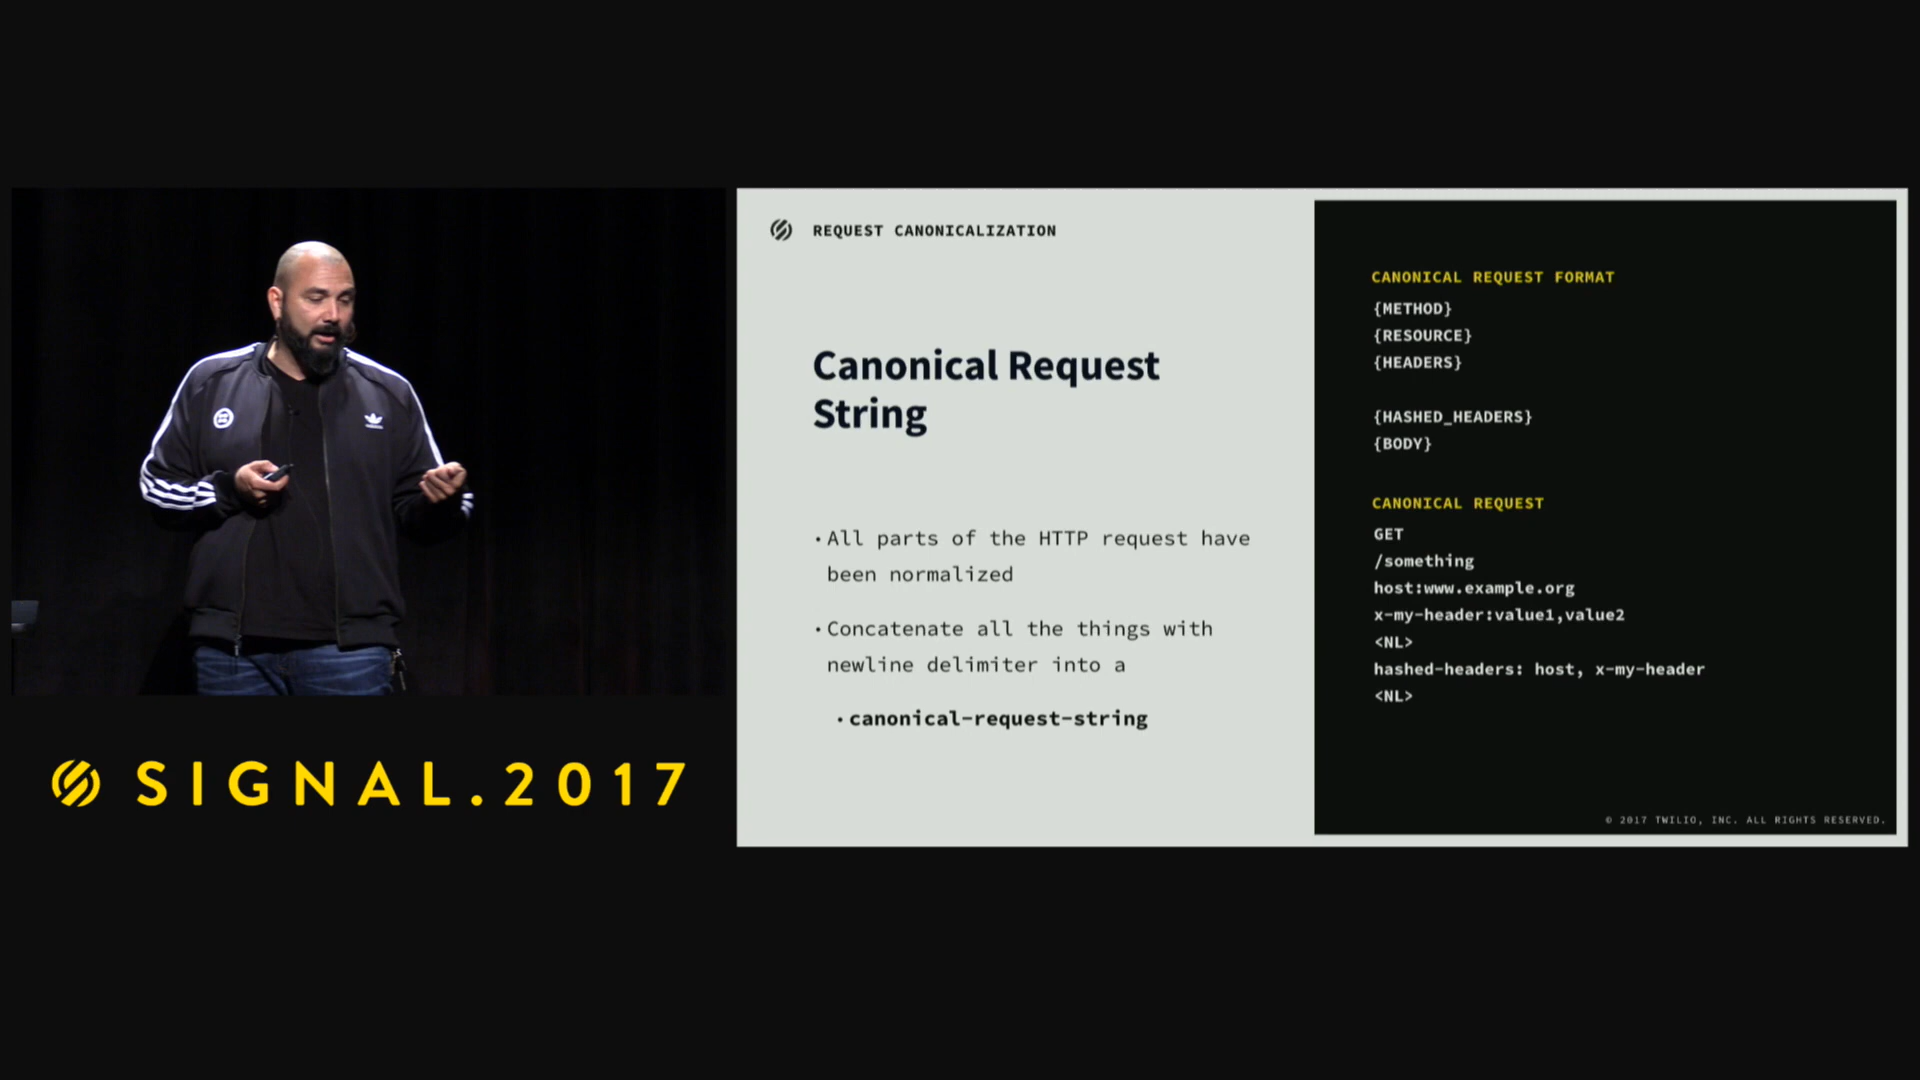 SIGNAL.2017
REQUEST CANONICALIZATION
Canonical Request
String
• All parts of the HTTP request have
been normalized
• Concatenate all the things with
newline delimiter into a
• canonical-request-string
CANONICAL REQUEST FORMAT
{METHOD}
{RESOURCE}
{HEADERS}
{HASHED_HEADERS}
{BODY}
CANONICAL REQUEST
GET
/something
host:www.example.org
x-my-header:value1,value2
<NL>
hashed-headers: host, x-my-header
<NL>
© 2017 TWILIO, INC. ALL RIGHTS RESERVED.